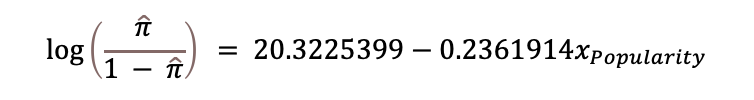 log(π̂ / (1 − π̂)) = 20.3225399 − 0.2361914x_Popularity